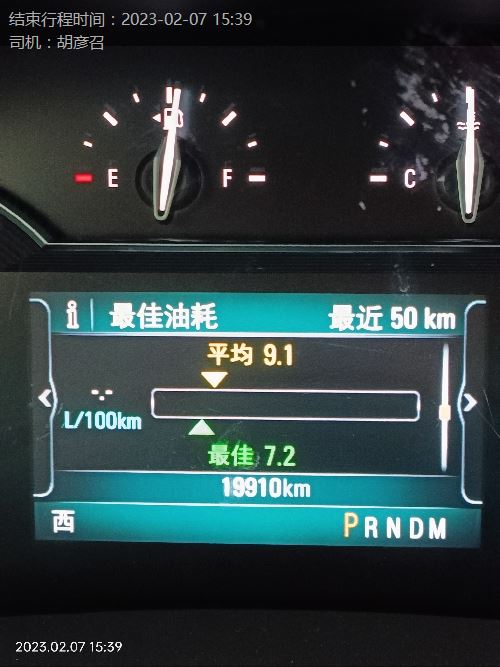 结束行程时间：2023-02-07 15:39
司机：胡彦召
E F C
i 最佳油耗 最近 50 km
平均 9.1
-.-
L/100km
最佳 7.2
19910km
西 PRNDM
2023.02.07 15:39